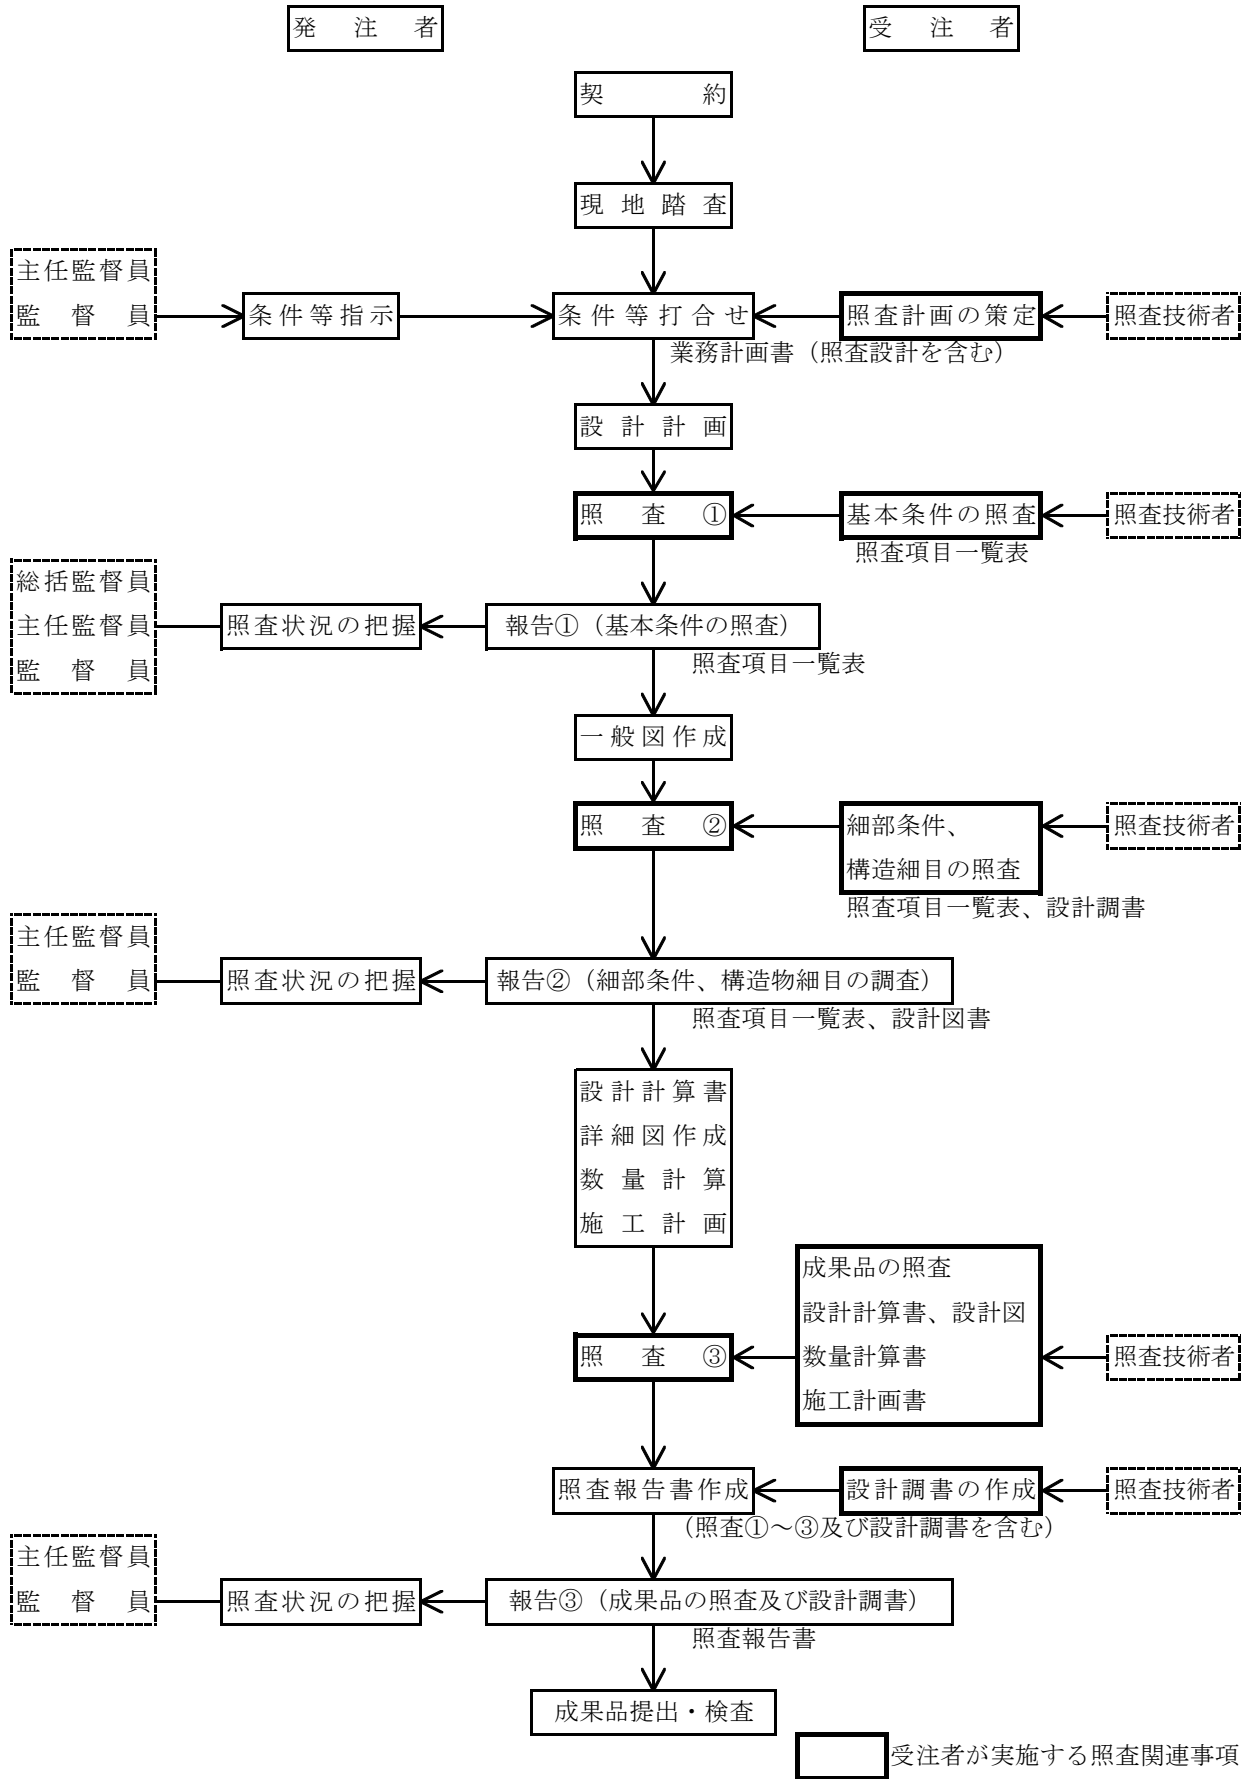 発注者
受注者
契約
現地踏査
主任監督員
監督員
条件等指示
条件等打合せ
照査計画の策定
照査技術者
業務計画書（照査設計を含む）
設計計画
照査①
基本条件の照査
照査技術者
照査項目一覧表
総括監督員
主任監督員
監督員
照査状況の把握
報告①（基本条件の照査）
照査項目一覧表
一般図作成
照査②
細部条件、
構造細目の照査
照査技術者
照査項目一覧表、設計調書
主任監督員
監督員
照査状況の把握
報告②（細部条件、構造物細目の調査）
照査項目一覧表、設計図書
設計計算書
詳細図作成
数量計算
施工計画
成果品の照査
設計計算書、設計図
数量計算書
施工計画書
照査③
照査技術者
照査報告書作成
設計調書の作成
照査技術者
（照査①～③及び設計調書を含む）
主任監督員
監督員
照査状況の把握
報告③（成果品の照査及び設計調書）
照査報告書
成果品提出・検査
受注者が実施する照査関連事項